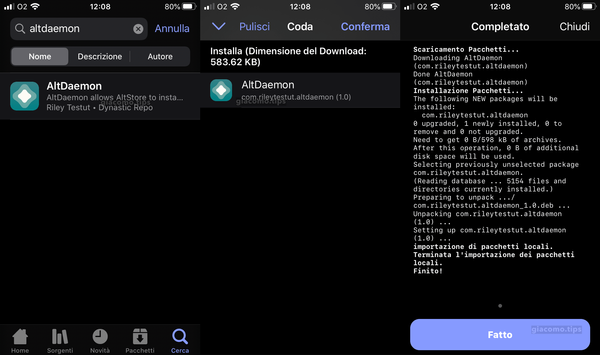 O2 12:08 80%
altdaemon Annulla
Nome Descrizione Autore
AltDaemon
AltDaemon allows AltStore to insta...
Riley Testut • Dynastic Repo
giacomo.tips
Home Sorgenti Novità Pacchetti Cerca
O2 12:08 80%
Pulisci Coda Conferma
Installa (Dimensione del Download:
583.62 KB)
AltDaemon
com.rileytestut.altdaemon (1.0)
giacomo.tips
O2 12:08 80%
Completato Chiudi
Scaricamento Pacchetti...
Downloading AltDaemon
(com.rileytestut.altdaemon)
Done AltDaemon
(com.rileytestut.altdaemon)
Installazione Pacchetti...
The following NEW packages will be
installed:
com.rileytestut.altdaemon
0 upgraded, 1 newly installed, 0 to
remove and 0 not upgraded.
Need to get 0 B/598 kB of archives.
After this operation, 0 B of additional
disk space will be used.
Selecting previously unselected package
com.rileytestut.altdaemon.
(Reading database ... 5154 files and
directories currently installed.)
Preparing to unpack .../
com.rileytestut.altdaemon_1.0.deb ...
Unpacking com.rileytestut.altdaemon
(1.0) ...
Setting up com.rileytestut.altdaemon
(1.0) ...
importazione di pacchetti locali.
Terminata l'importazione dei pacchetti
locali.
Finito!
giacomo.tips
Fatto